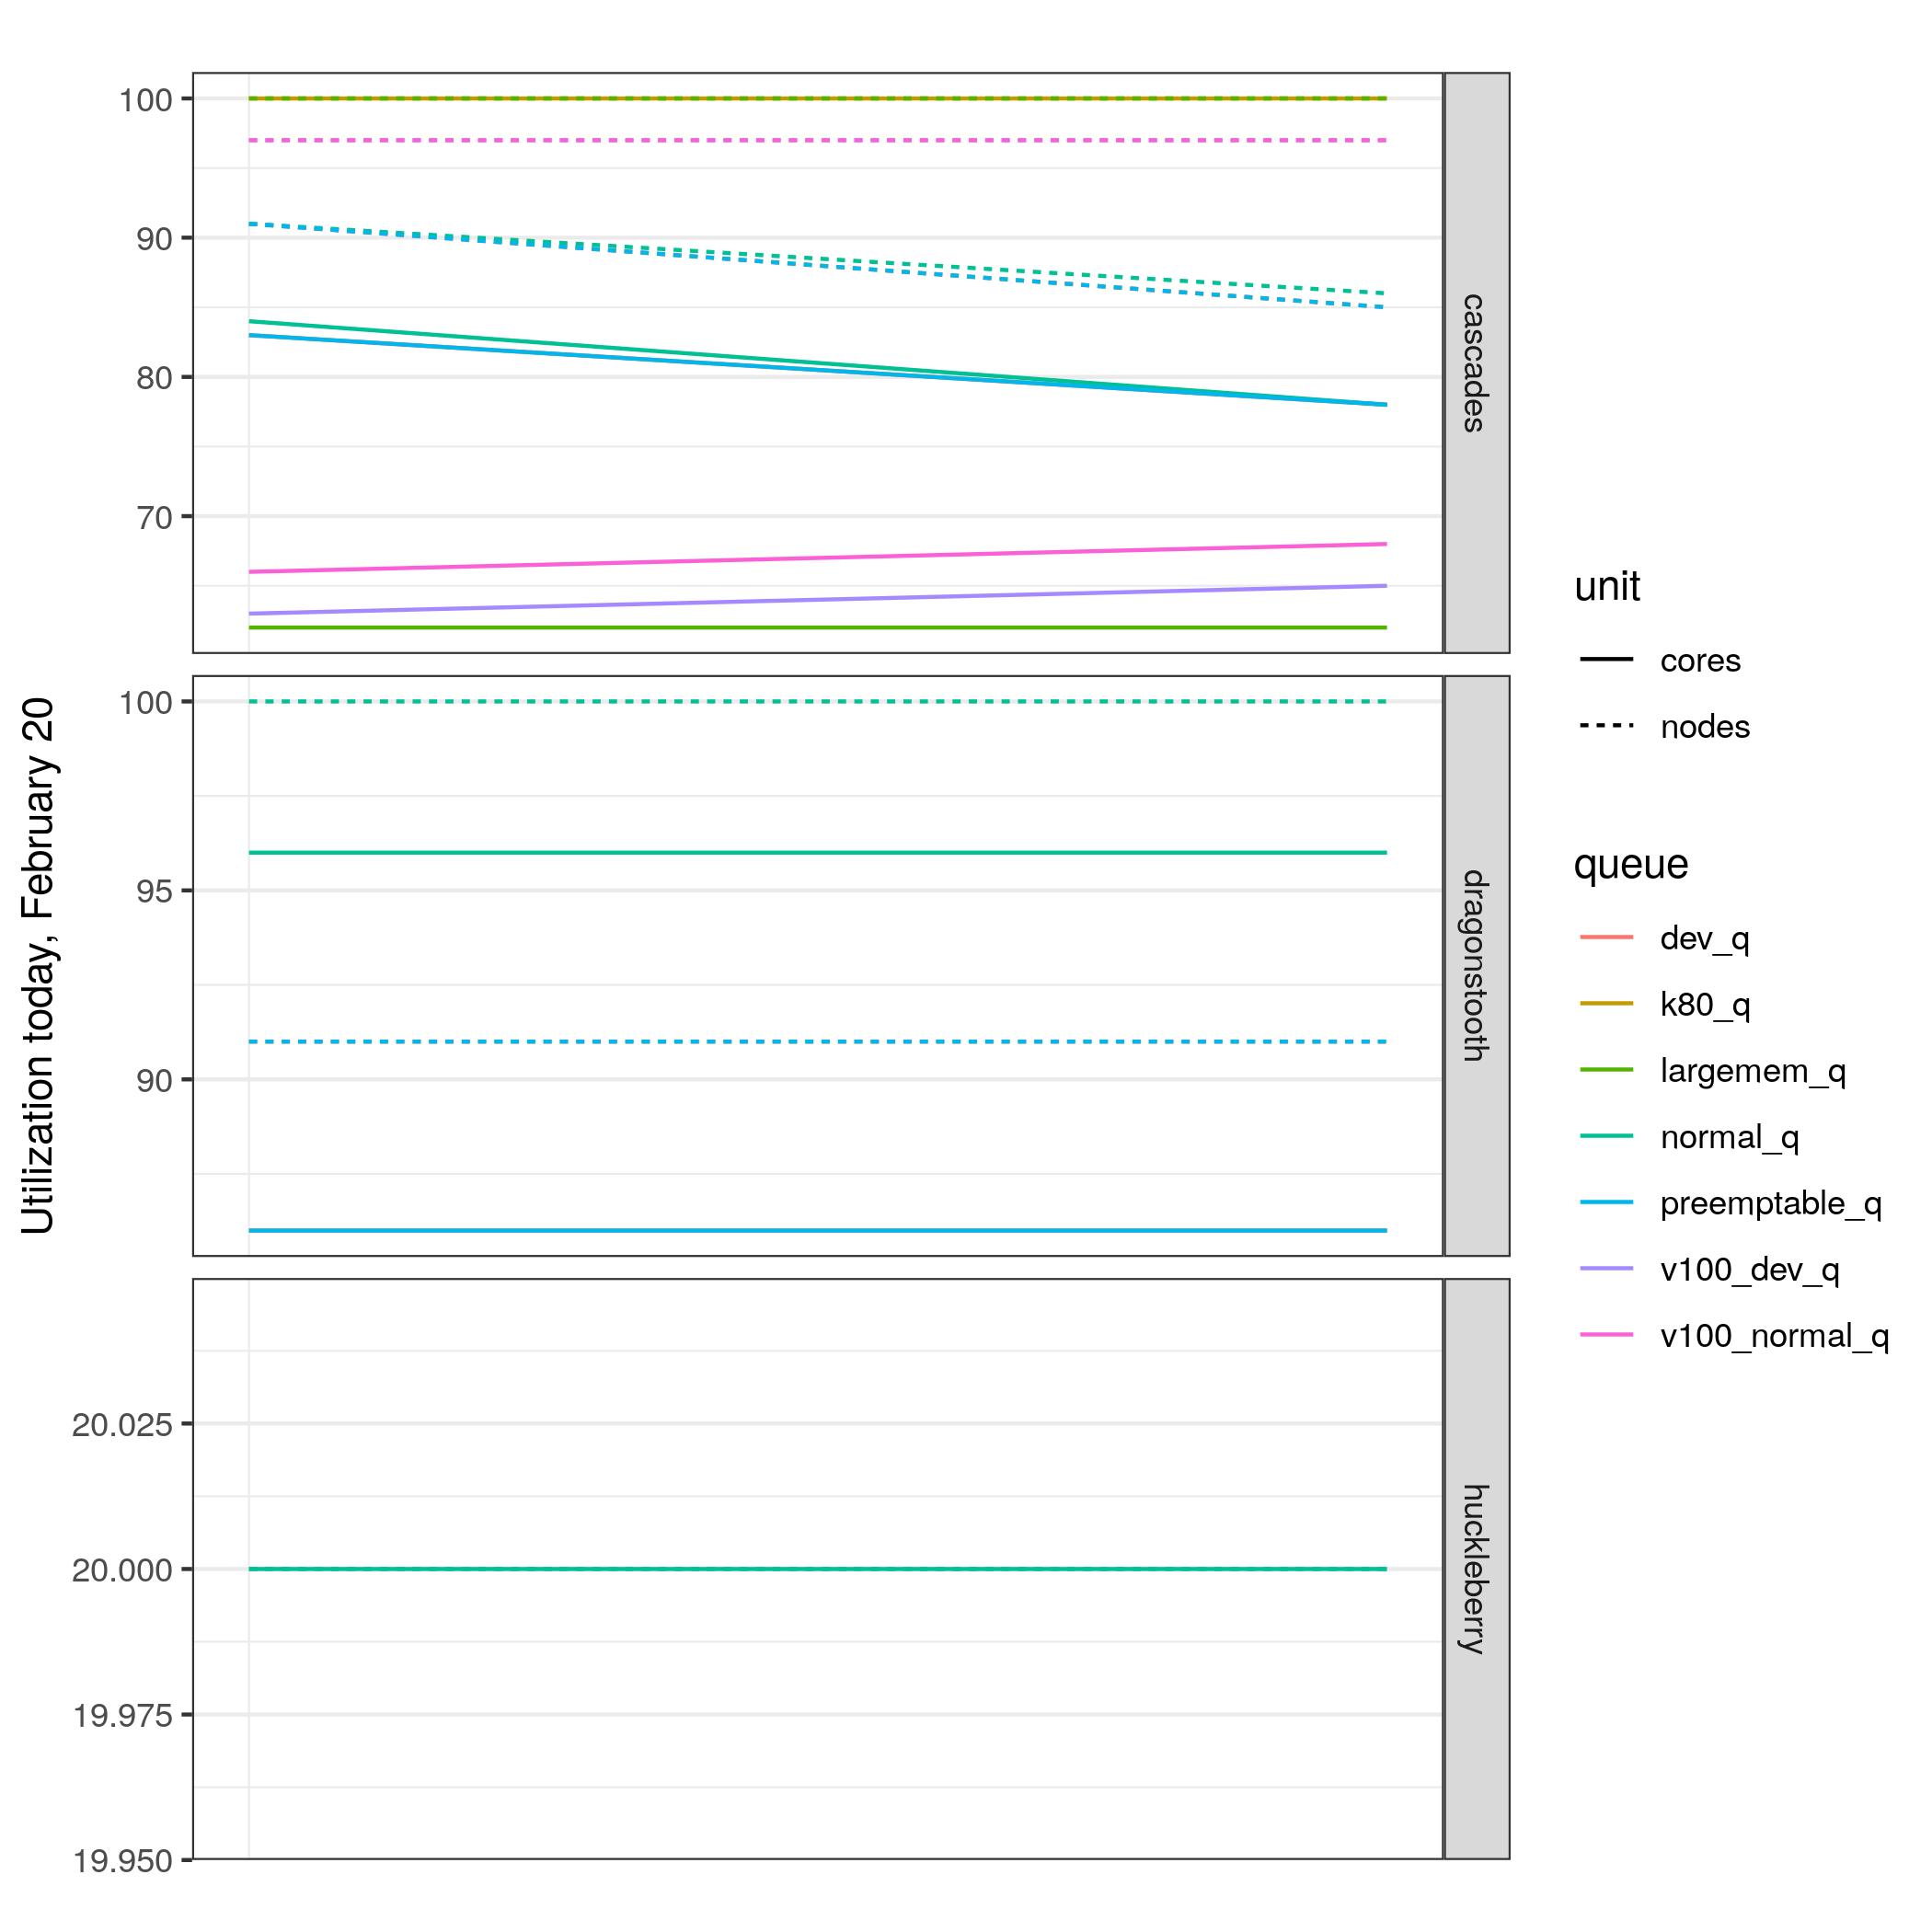 Utilization today, February 20
100
90
80
70
cascades
100
95
90
dragonstooth
20.025
20.000
19.975
19.950
huckleberry
unit
cores
nodes
queue
dev_q
k80_q
largemem_q
normal_q
preemptable_q
v100_dev_q
v100_normal_q